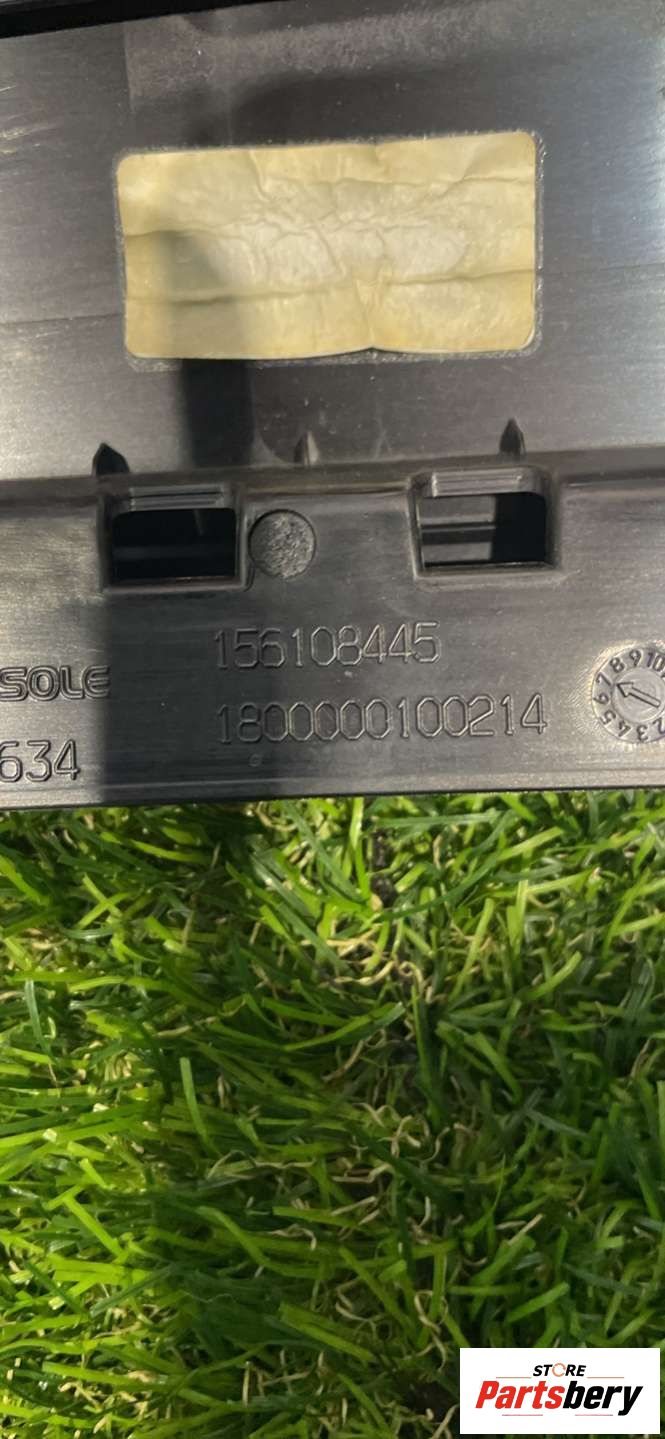 156108445
SOLE
1800000100214
634
STORE
Partsbery